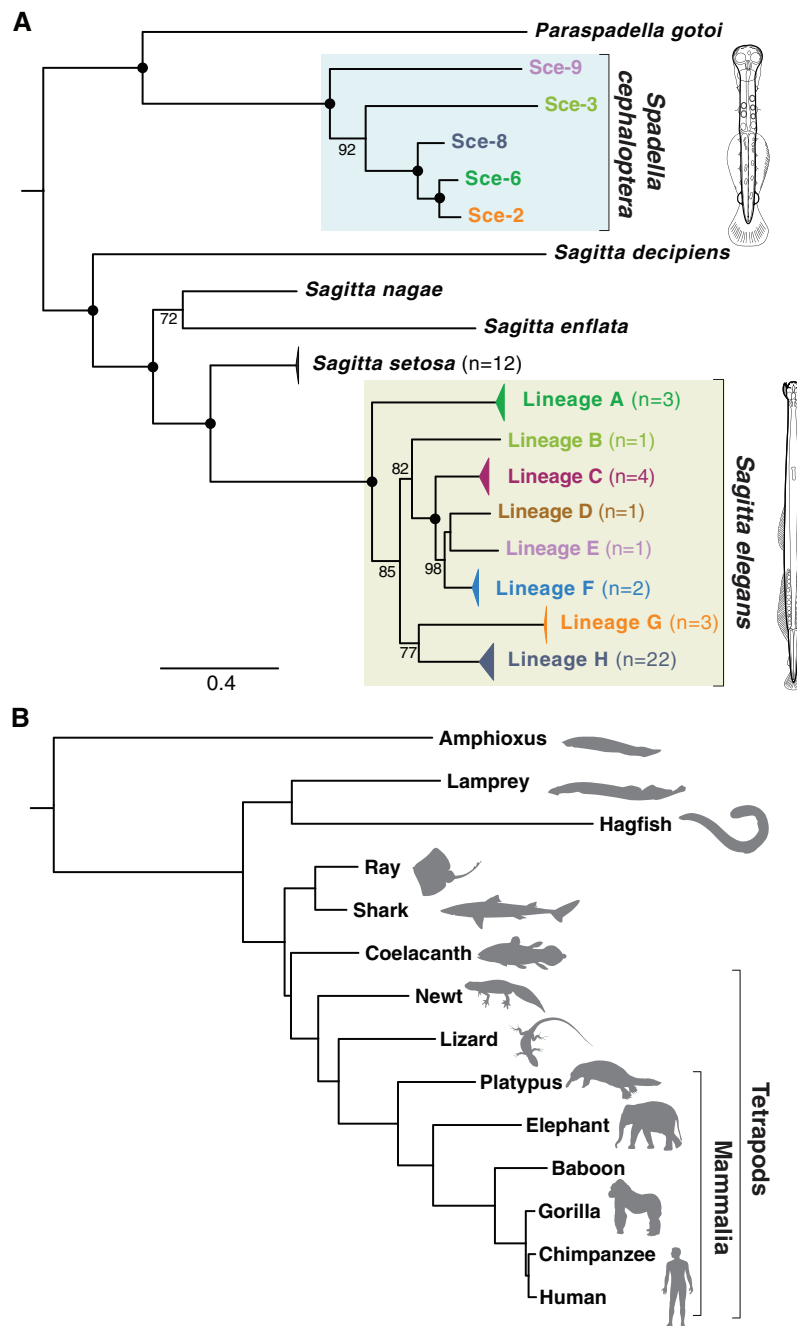 A
Paraspadella gotoi
Sce-9
Sce-3
92
Sce-8
Sce-6
Sce-2
Spadella
cephaloptera
Sagitta decipiens
Sagitta nagae
72
Sagitta enflata
Sagitta setosa (n=12)
Lineage A (n=3)
Lineage B (n=1)
82
Lineage C (n=4)
Lineage D (n=1)
Lineage E (n=1)
85
98
Lineage F (n=2)
Lineage G (n=3)
77
Lineage H (n=22)
Sagitta elegans
0.4
B
Amphioxus
Lamprey
Hagfish
Ray
Shark
Coelacanth
Newt
Lizard
Platypus
Elephant
Baboon
Gorilla
Chimpanzee
Human
Mammalia
Tetrapods